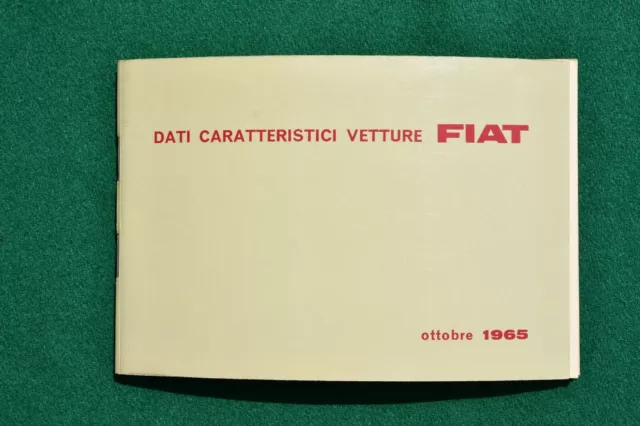 DATI CARATTERISTICI VETTURE FIAT
ottobre 1965